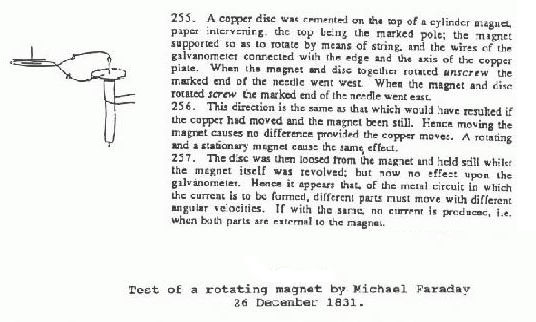 255. A copper disc was cemented on the top of a cylinder magnet,
paper intervening, the top being the marked pole; the magnet
supported so as to rotate by means of string, and the wires of the
galvanometer connected with the edge and the axis of the copper
plate. When the magnet and disc together rotated unscrew the
marked end of the needle went west. When the magnet and disc
rotated screw the marked end of the needle went east.
256. This direction is the same as that which would have resulted if
the copper had moved and the magnet been still. Hence moving the
magnet causes no difference provided the copper moves. A rotating
and a stationary magnet cause the same effect.
257. The disc was then loosed from the magnet and held still whilst
the magnet itself was revolved; but now no effect upon the
galvanometer. Hence it appears that, of the metal circuit in which
the current is to be formed, different parts must move with different
angular velocities. If with the same, no current is produced, i.e.
when both parts are external to the magnet.
Test of a rotating magnet by Michael Faraday
26 December 1831.